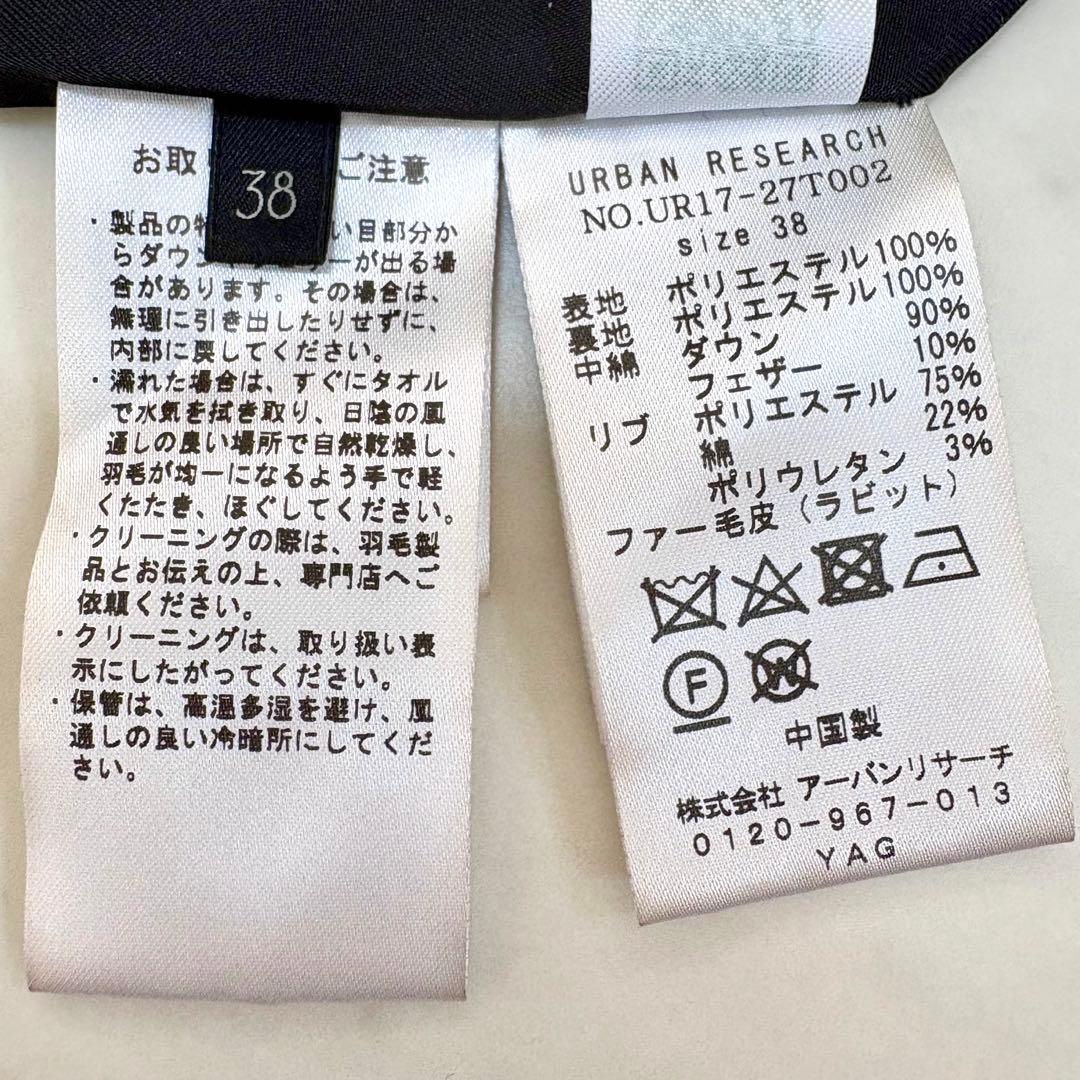 お取 ご注意
38
・製品の い目部分か
らダウン ーが出る場
合があります。その場合は、
無理に引き出したりせずに、
内部に戻してください。
・濡れた場合は、すぐにタオル
で水気を拭き取り、日陰の風
通しの良い場所で自然乾燥し、
羽毛が均一になるよう手で軽
くたたき、ほぐしてください。
・クリーニングの際は、羽毛製
品とお伝えの上、専門店へご
依頼ください。
・クリーニングは、取り扱い表
示にしたがってください。
・保管は、高温多湿を避け、風
通しの良い冷暗所にしてくだ
さい。
URBAN RESEARCH
NO.UR17-27T002
size 38
表地 ポリエステル100%
裏地 ポリエステル100%
中綿 ダウン 90%
フェザー 10%
リブ ポリエステル 75%
綿 22%
ポリウレタン 3%
ファー毛皮(ラビット)
F
W
中国製
株式会社 アーバンリサーチ
0120-967-013
YAG